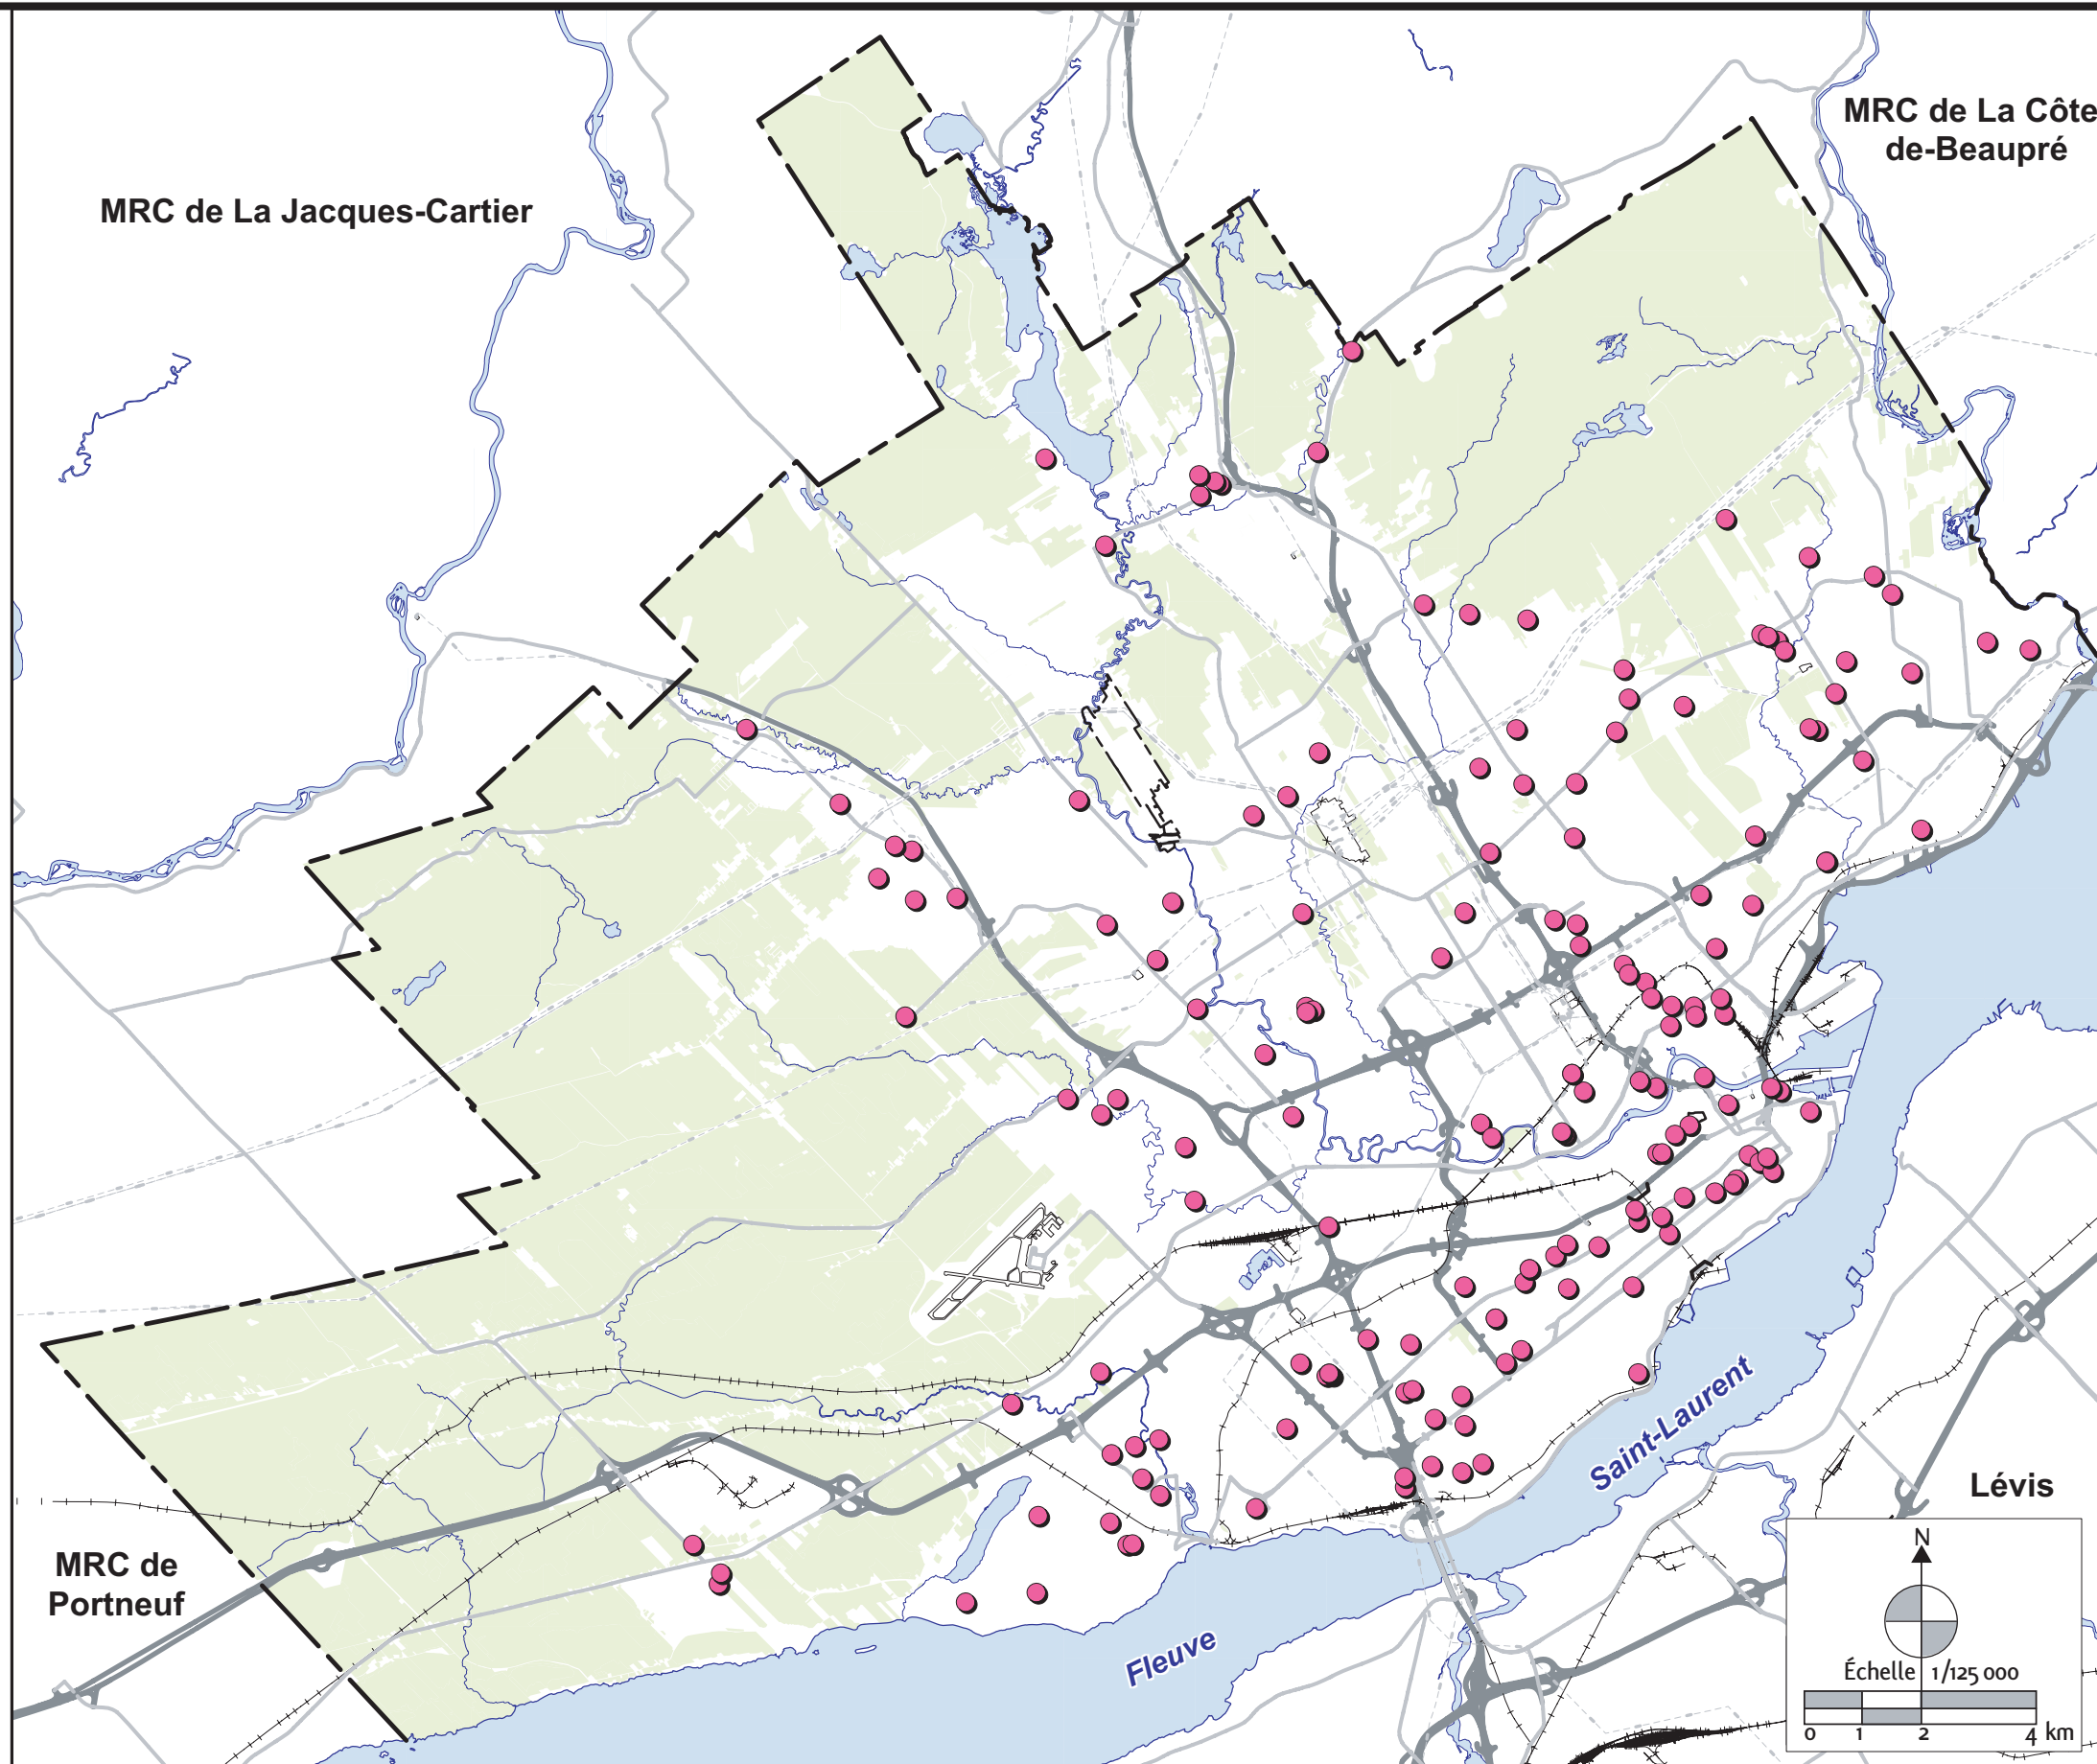 MRC de La Côte
de-Beaupré
MRC de La Jacques-Cartier
Saint-Laurent
Lévis
MRC de
Portneuf
Fleuve
N
Échelle 1/125 000
0 1 2 4 km